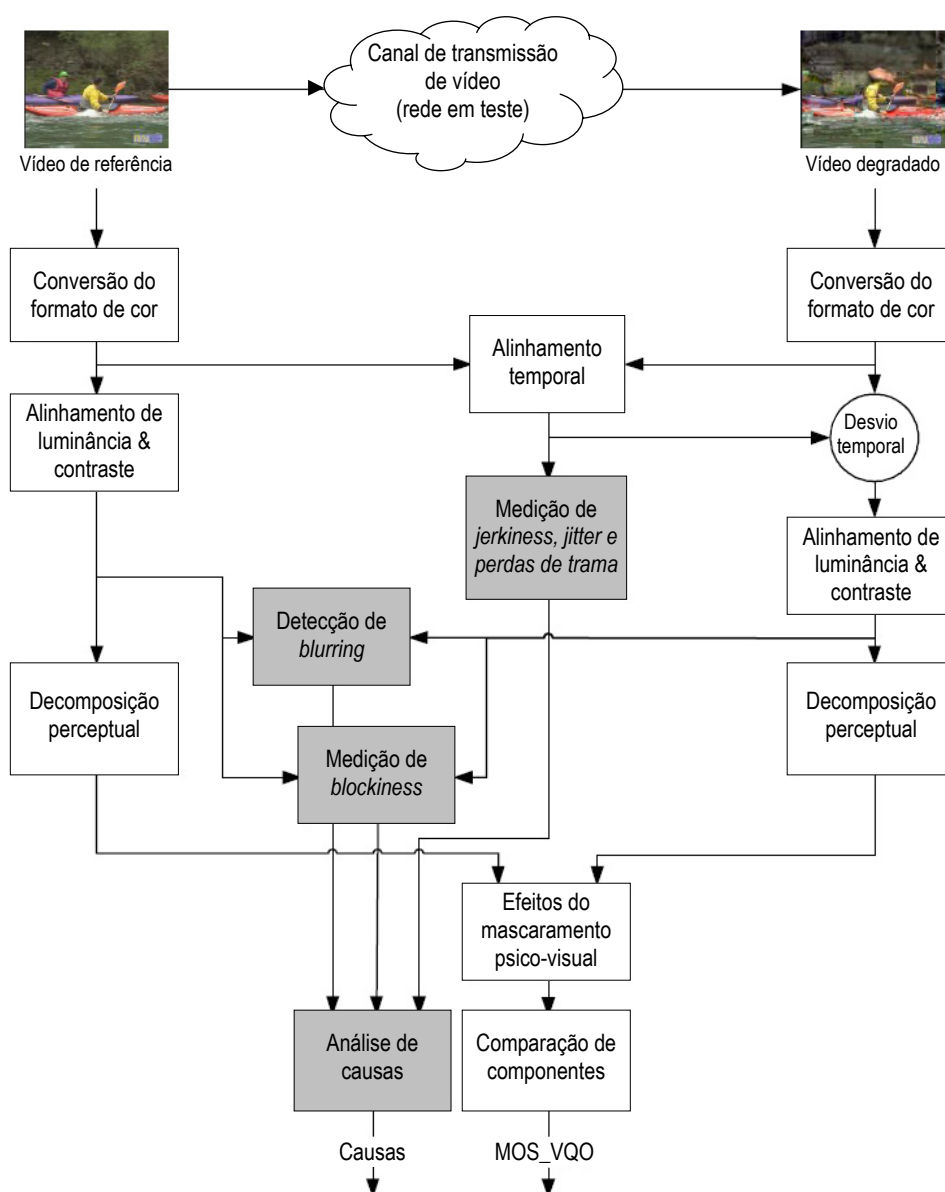 Canal de transmissão
de vídeo
(rede em teste)
Vídeo de referência
Vídeo degradado
Conversão do
formato de cor
Conversão do
formato de cor
Alinhamento
temporal
Alinhamento de
luminância &
contraste
Desvio
temporal
Medição de
jerkiness, jitter e
perdas de trama
Alinhamento de
luminância &
contraste
Detecção de
blurring
Decomposição
perceptual
Decomposição
perceptual
Medição de
blockiness
Efeitos do
mascaramento
psico-visual
Análise de
causas
Comparação de
componentes
Causas
MOS_VQO